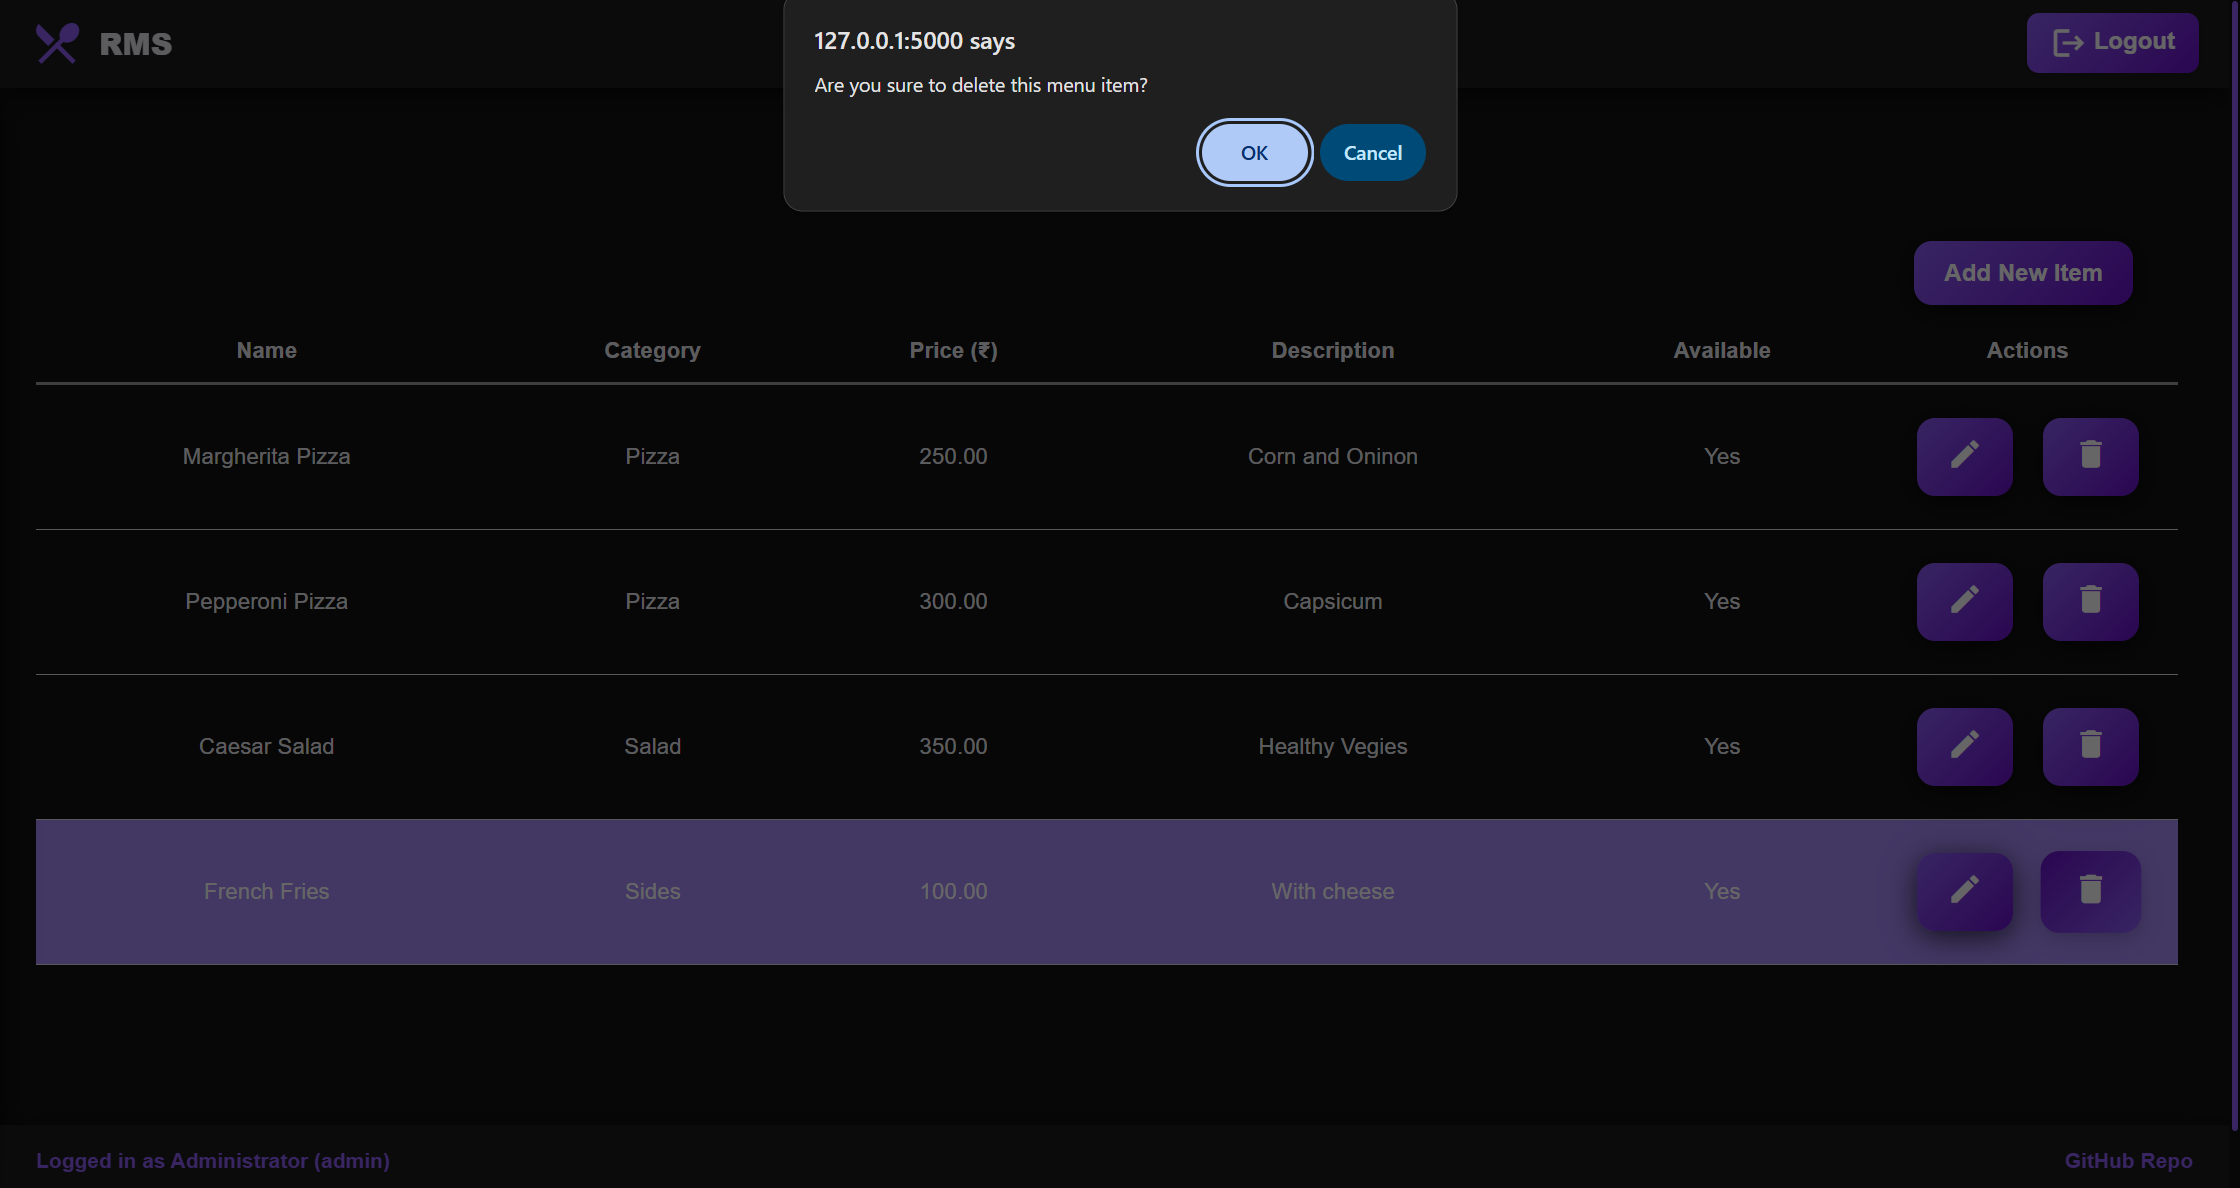 RMS
127.0.0.1:5000 says
Are you sure to delete this menu item?
OK Cancel
Logout
Add New Item
Name Category Price (₹) Description Available Actions
Margherita Pizza Pizza 250.00 Corn and Oninon Yes
Pepperoni Pizza Pizza 300.00 Capsicum Yes
Caesar Salad Salad 350.00 Healthy Vegies Yes
French Fries Sides 100.00 With cheese Yes
Logged in as Administrator (admin) GitHub Repo